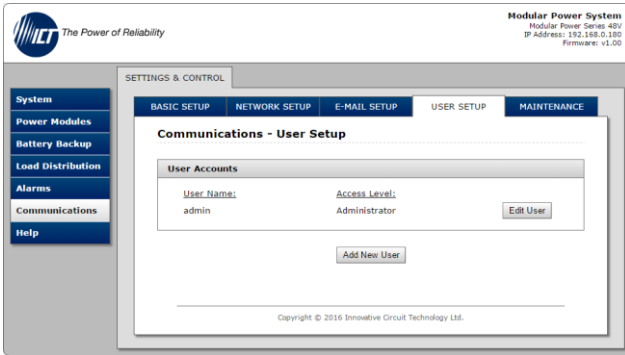 ICT The Power of Reliability
Modular Power System
Modular Power Series 48V
IP Address: 192.168.0.180
Firmware: v1.00
SETTINGS & CONTROL
System
Power Modules
Battery Backup
Load Distribution
Alarms
Communications
Help
BASIC SETUP NETWORK SETUP E-MAIL SETUP USER SETUP MAINTENANCE
Communications - User Setup
User Accounts
User Name: Access Level:
admin Administrator Edit User
Add New User
Copyright © 2016 Innovative Circuit Technology Ltd.